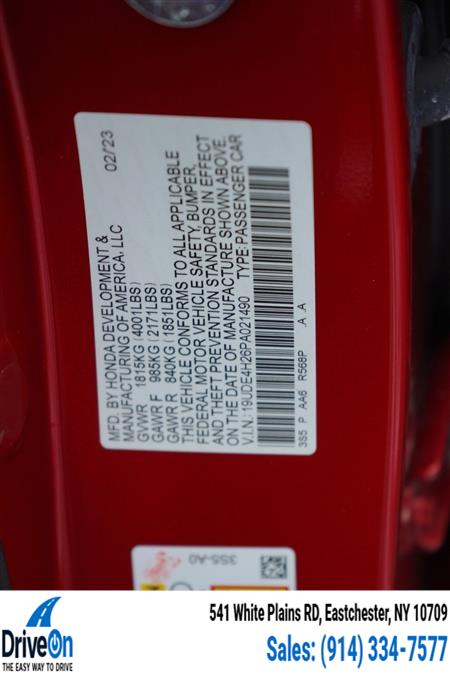 MFD. BY HONDA DEVELOPMENT &
MANUFACTURING OF AMERICA, LLC
02/23
GVWR 1815KG (4001LBS)
GAWR F 985KG (2171LBS)
GAWR R 840KG (1851LBS)
THIS VEHICLE CONFORMS TO ALL APPLICABLE
FEDERAL MOTOR VEHICLE SAFETY, BUMPER,
AND THEFT PREVENTION STANDARDS IN EFFECT
ON THE DATE OF MANUFACTURE SHOWN ABOVE.
V.I.N.: 19UDE4H26PA021490 TYPE: PASSENGER CAR
3S5 P AA6 R568P .A .A
3S5-A0
DriveOn
THE EASY WAY TO DRIVE
541 White Plains RD, Eastchester, NY 10709
Sales: (914) 334-7577